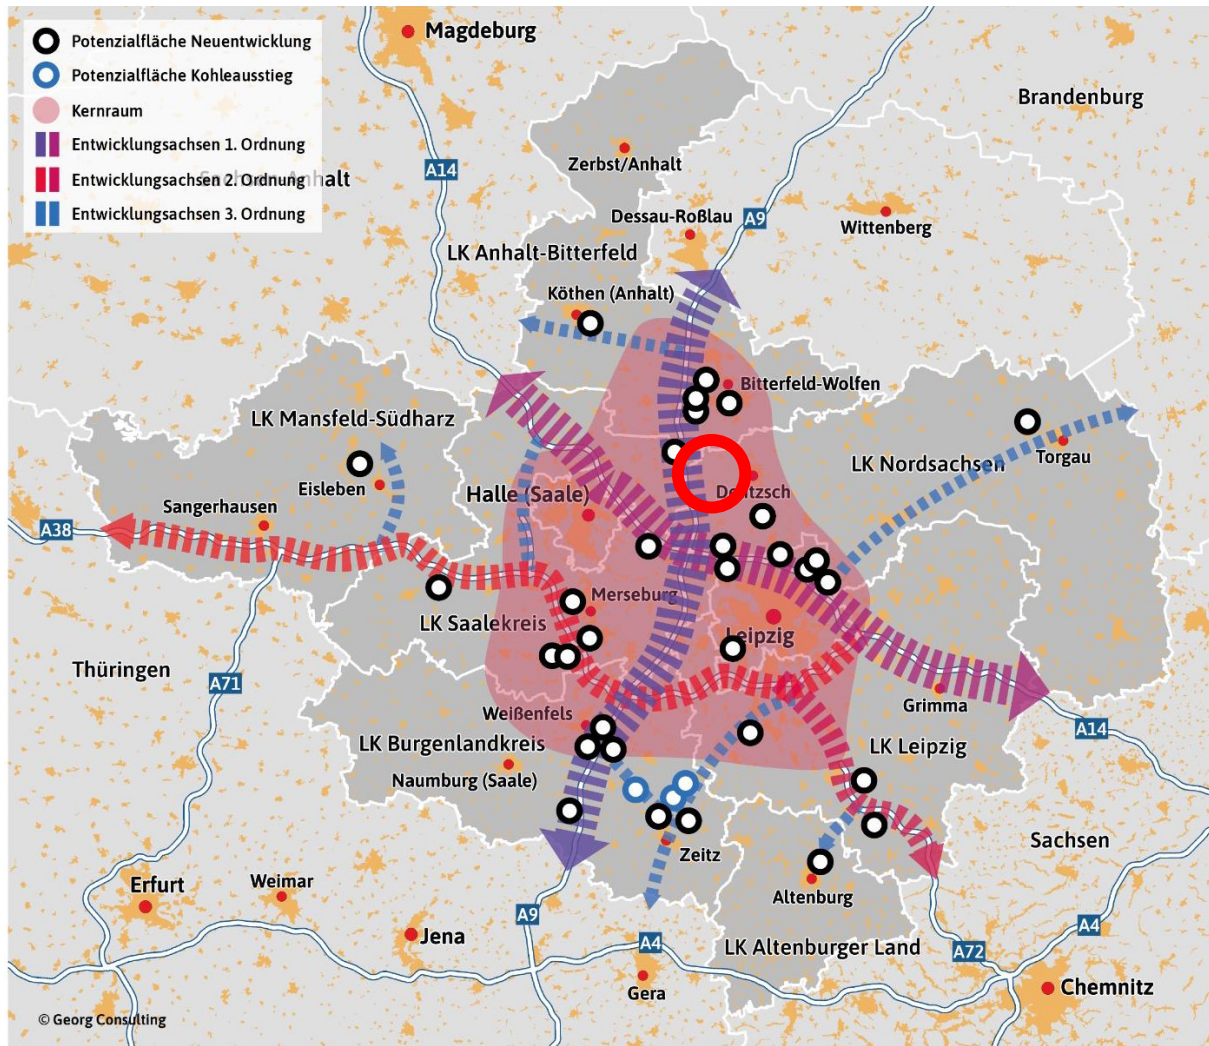 Potenzialfläche Neuentwicklung
Potenzialfläche Kohleausstieg
Kernraum
Entwicklungsachsen 1. Ordnung
Entwicklungsachsen 2. Ordnung
Entwicklungsachsen 3. Ordnung
Magdeburg
Brandenburg
A14
Zerbst/Anhalt
Dessau-Roßlau
A9
Wittenberg
LK Anhalt-Bitterfeld
Köthen (Anhalt)
Bitterfeld-Wolfen
LK Mansfeld-Südharz
LK Nordsachsen
Torgau
Eisleben
Halle (Saale)
Sangerhausen
A38
Merseburg
LK Saalekreis
Leipzig
Thüringen
A71
Grimma
Weißenfels
LK Burgenlandkreis
LK Leipzig
A14
Naumburg (Saale)
Sachsen
Zeitz
Erfurt
Weimar
Altenburg
A9
A4
Jena
A4
LK Altenburger Land
A72
Gera
Chemnitz
© Georg Consulting